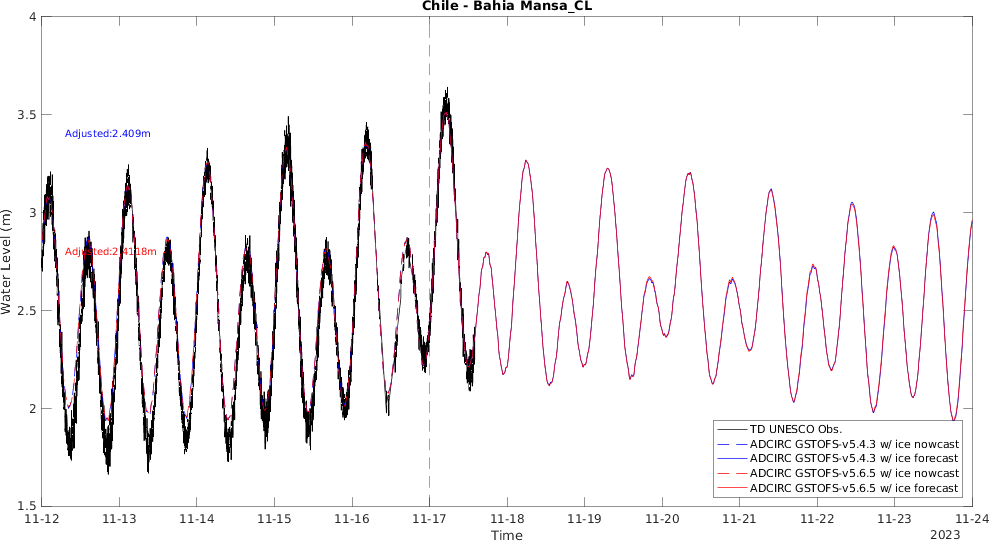 Chile - Bahia Mansa_CL
4
3.5
3
2.5
2
1.5
Water Level (m)
Adjusted:2.409m
Adjusted:2.4118m
TD UNESCO Obs.
ADCIRC GSTOFS-v5.4.3 w/ ice nowcast
ADCIRC GSTOFS-v5.4.3 w/ ice forecast
ADCIRC GSTOFS-v5.6.5 w/ ice nowcast
ADCIRC GSTOFS-v5.6.5 w/ ice forecast
11-12 11-13 11-14 11-15 11-16 11-17 11-18 11-19 11-20 11-21 11-22 11-23 11-24
Time
2023